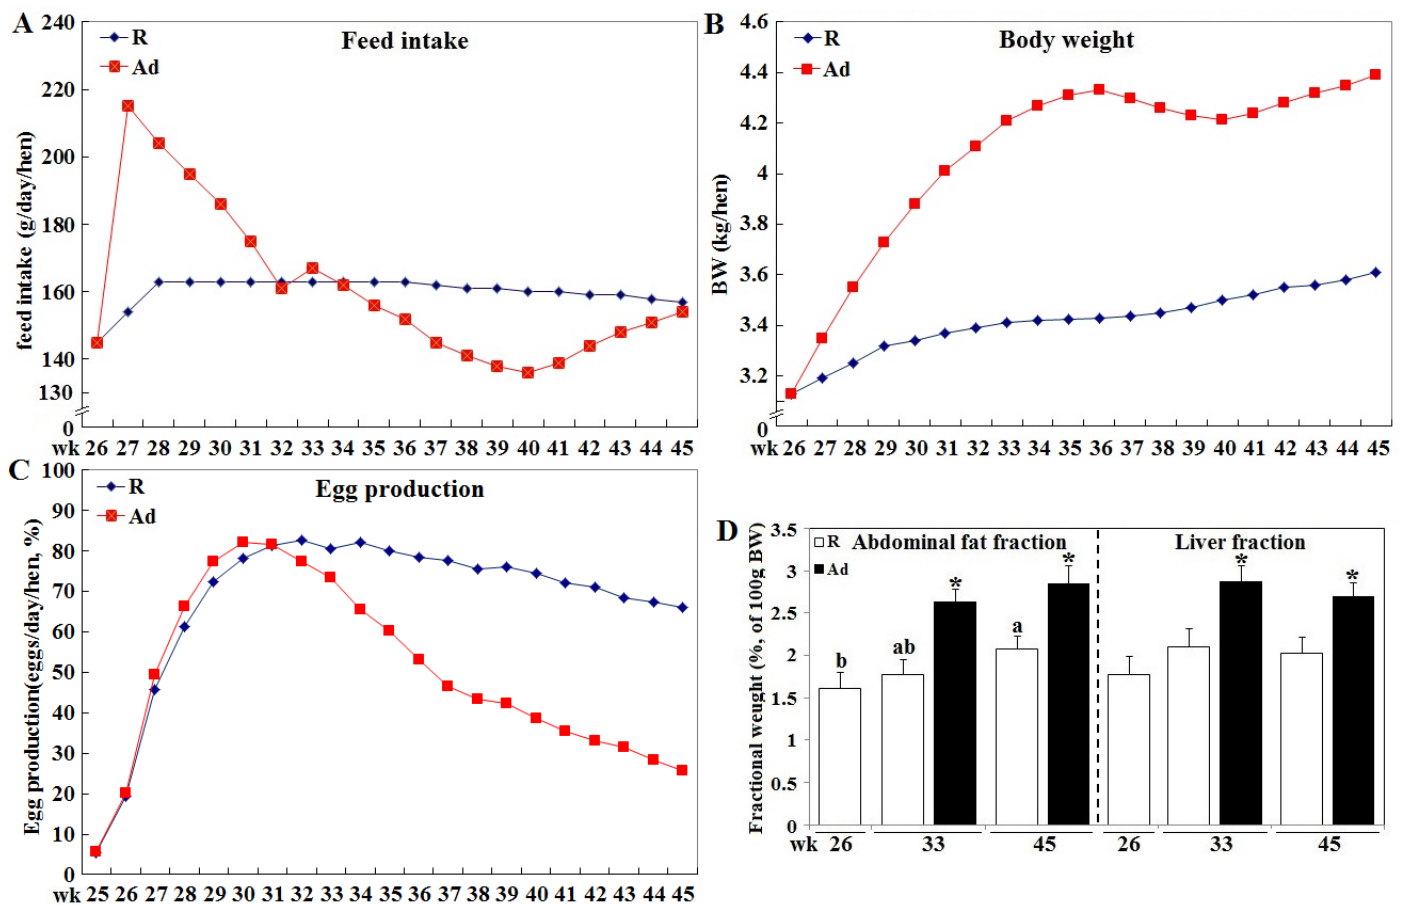 A
Feed intake
R
Ad
feed intake (g/day/hen)
240
220
200
180
160
140
130
0
wk 26 27 28 29 30 31 32 33 34 35 36 37 38 39 40 41 42 43 44 45
B
Body weight
R
Ad
BW (kg/hen)
4.6
4.4
4.2
4
3.8
3.6
3.4
3.2
0
wk 26 27 28 29 30 31 32 33 34 35 36 37 38 39 40 41 42 43 44 45
C
Egg production
R
Ad
Egg production(eggs/day/hen, %)
100
90
80
70
60
50
40
30
20
10
0
wk 25 26 27 28 29 30 31 32 33 34 35 36 37 38 39 40 41 42 43 44 45
D
R Abdominal fat fraction
Ad
Liver fraction
Fractional weught (%, of 100g BW)
3.5
3
2.5
2
1.5
1
0.5
0
b
ab
*
a
*
*
*
wk 26 33 45 26 33 45